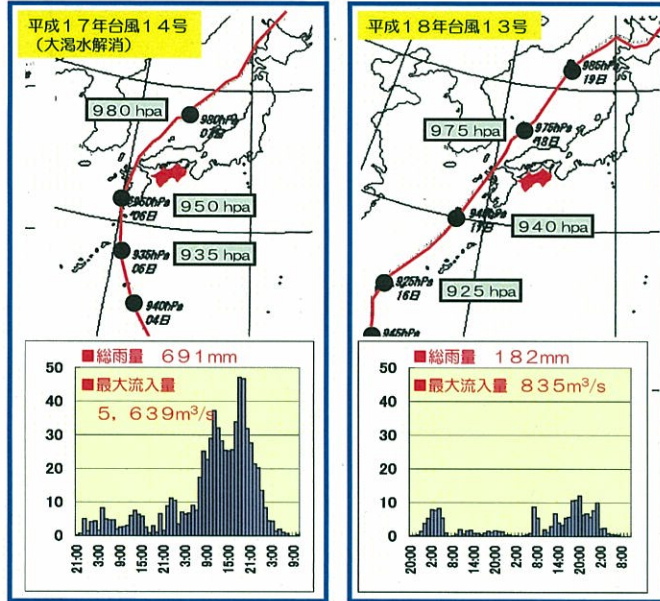 平成17年台風14号
(大渇水解消)
980 hpa
980hPa
950hPa
06日
950 hpa
935hPa
05日
935 hpa
940hPa
04日
■総雨量 691mm
■最大流入量
5,639m³/s
50
40
30
20
10
0
21:00
3:00
9:00
15:00
21:00
3:00
9:00
15:00
21:00
3:00
9:00
平成18年台風13号
985hPa
19日
975 hpa
975hPa
18日
17日
940 hpa
925hPa
16日
925 hpa
945hPa
■総雨量 182mm
■最大流入量 835m³/s
50
40
30
20
10
0
20:00
2:00
8:00
14:00
20:00
2:00
8:00
14:00
20:00
2:00
8:00